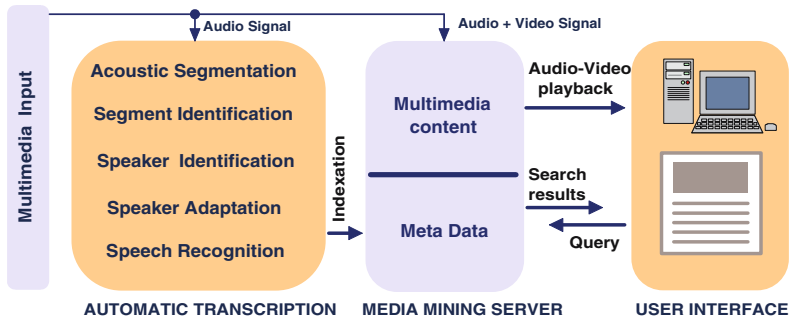 Multimedia Input
Audio Signal
Audio + Video Signal
Acoustic Segmentation
Segment Identification
Speaker Identification
Speaker Adaptation
Speech Recognition
Indexation
Multimedia
content
Meta Data
Audio-Video
playback
Search
results
Query
AUTOMATIC TRANSCRIPTION
MEDIA MINING SERVER
USER INTERFACE